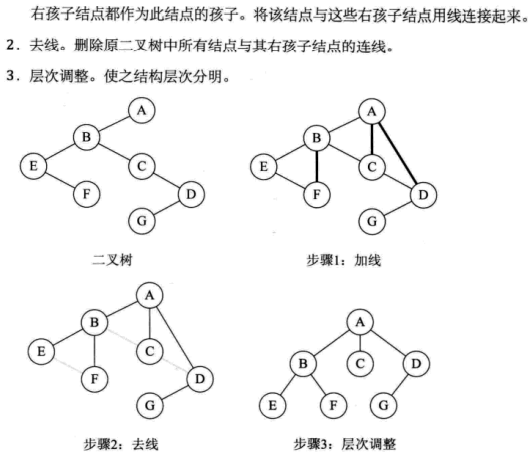 右孩子结点都作为此结点的孩子。将该结点与这些右孩子结点用线连接起来。
2．去线。删除原二叉树中所有结点与其右孩子结点的连线。
3．层次调整。使之结构层次分明。
A
B
E
C
F
D
G
二叉树
A
B
E
C
F
D
G
步骤1：加线
A
B
E
C
F
D
G
步骤2：去线
A
B
C
D
E
F
G
步骤3：层次调整